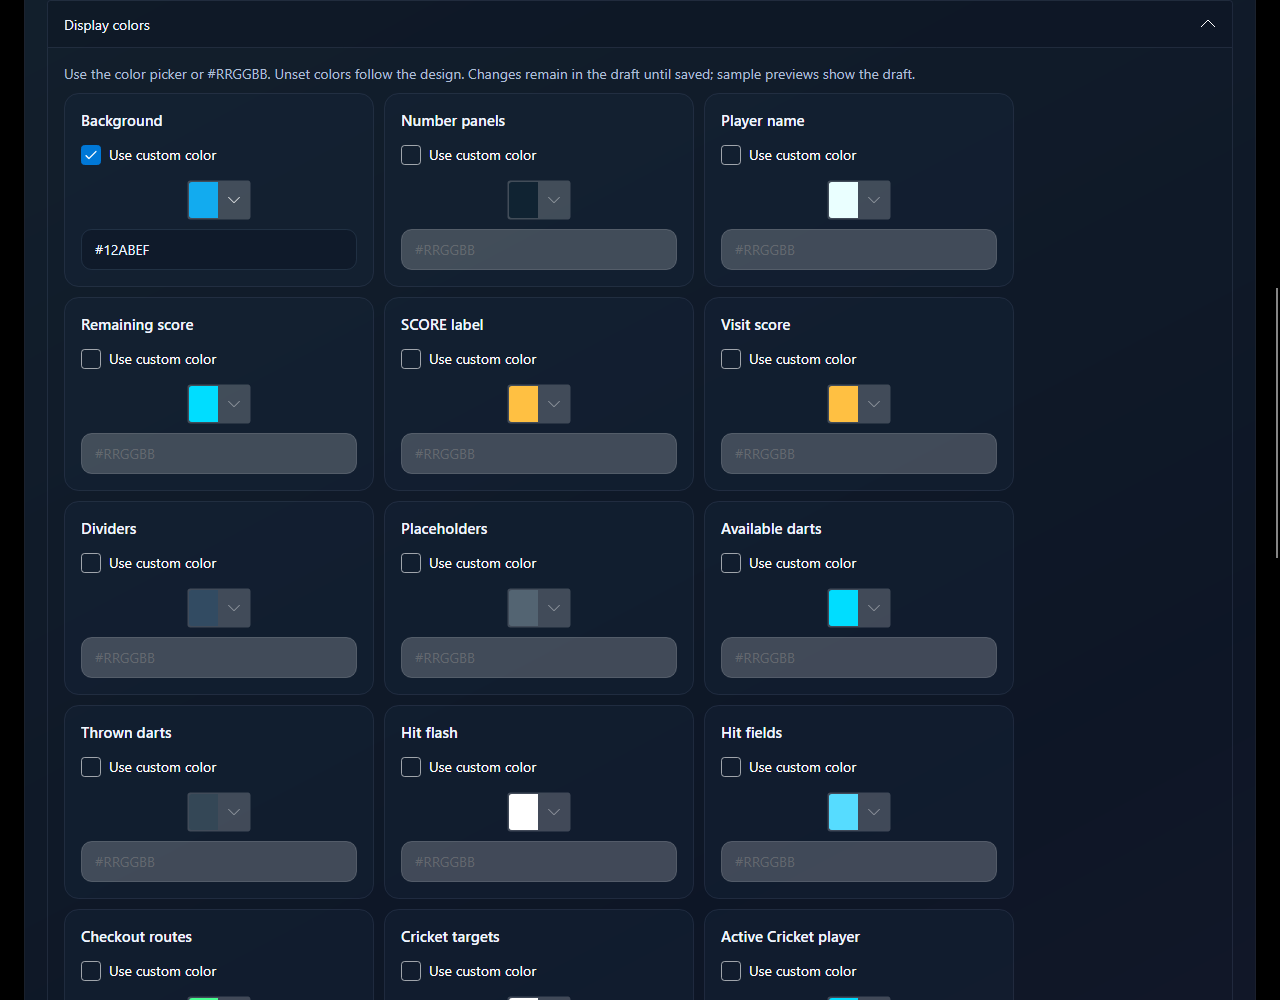 Display colors
Use the color picker or #RRGGBB. Unset colors follow the design. Changes remain in the draft until saved; sample previews show the draft.
Background
Number panels
Player name
Use custom color
Use custom color
Use custom color
#12ABEF
#RRGGBB
#RRGGBB
Remaining score
SCORE label
Visit score
Use custom color
Use custom color
Use custom color
#RRGGBB
#RRGGBB
#RRGGBB
Dividers
Placeholders
Available darts
Use custom color
Use custom color
Use custom color
#RRGGBB
#RRGGBB
#RRGGBB
Thrown darts
Hit flash
Hit fields
Use custom color
Use custom color
Use custom color
#RRGGBB
#RRGGBB
#RRGGBB
Checkout routes
Cricket targets
Active Cricket player
Use custom color
Use custom color
Use custom color